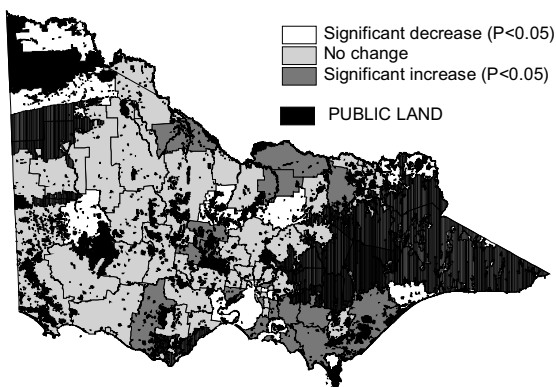 Significant decrease (P<0.05)
No change
Significant increase (P<0.05)
PUBLIC LAND